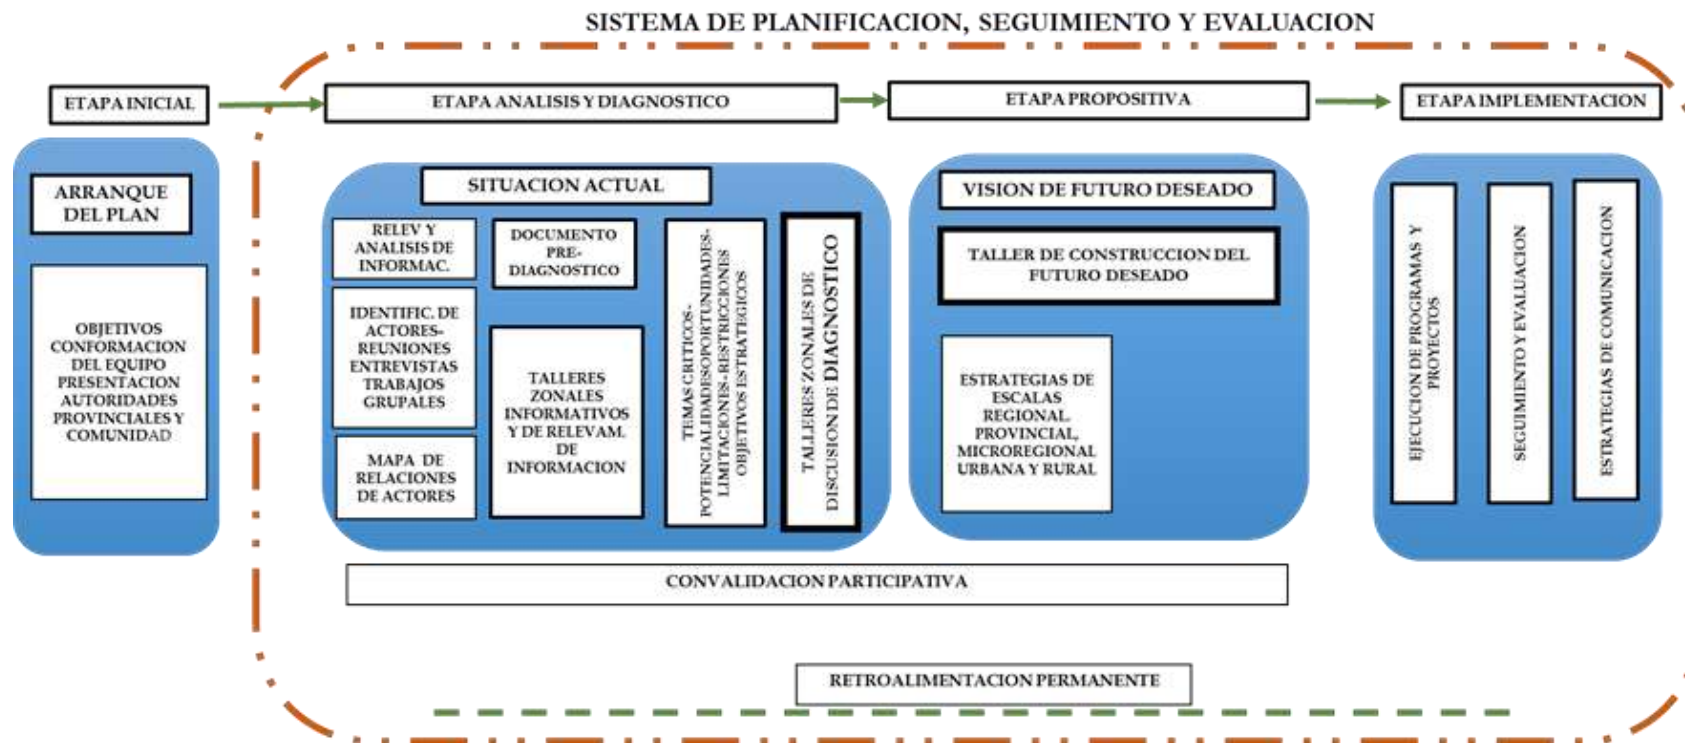 SISTEMA DE PLANIFICACION, SEGUIMIENTO Y EVALUACION
ETAPA INICIAL
ETAPA ANALISIS Y DIAGNOSTICO
ETAPA PROPOSITIVA
ETAPA IMPLEMENTACION
ARRANQUE
DEL PLAN
OBJETIVOS
CONFORMACION
DEL EQUIPO
PRESENTACION
AUTORIDADES
PROVINCIALES Y
COMUNIDAD
SITUACION ACTUAL
RELEV Y
ANALISIS DE
INFORMAC.
IDENTIFIC. DE
ACTORES-
REUNIONES
ENTREVISTAS
TRABAJOS
GRUPALES
MAPA DE
RELACIONES
DE ACTORES
DOCUMENTO
PRE-
DIAGNOSTICO
TALLERES
ZONALES
INFORMATIVOS
Y DE RELEVAM.
DE
INFORMACION
TEMAS CRITICOS-
POTENCIALIDADESOPORTUNIDADES-
LIMITACIONES-RESTRICCIONES
OBJETIVOS ESTRATEGICOS
TALLERES ZONALES DE
DISCUSION DE DIAGNOSTICO
VISION DE FUTURO DESEADO
TALLER DE CONSTRUCCION DEL
FUTURO DESEADO
ESTRATEGIAS DE
ESCALAS
REGIONAL.
PROVINCIAL,
MICROREGIONAL
URBANA Y RURAL
EJECUCION DE PROGRAMAS Y
PROYECTOS
SEGUIMIENTO Y EVALUACION
ESTRATEGIAS DE COMUNICACION
CONVALIDACION PARTICIPATIVA
RETROALIMENTACION PERMANENTE